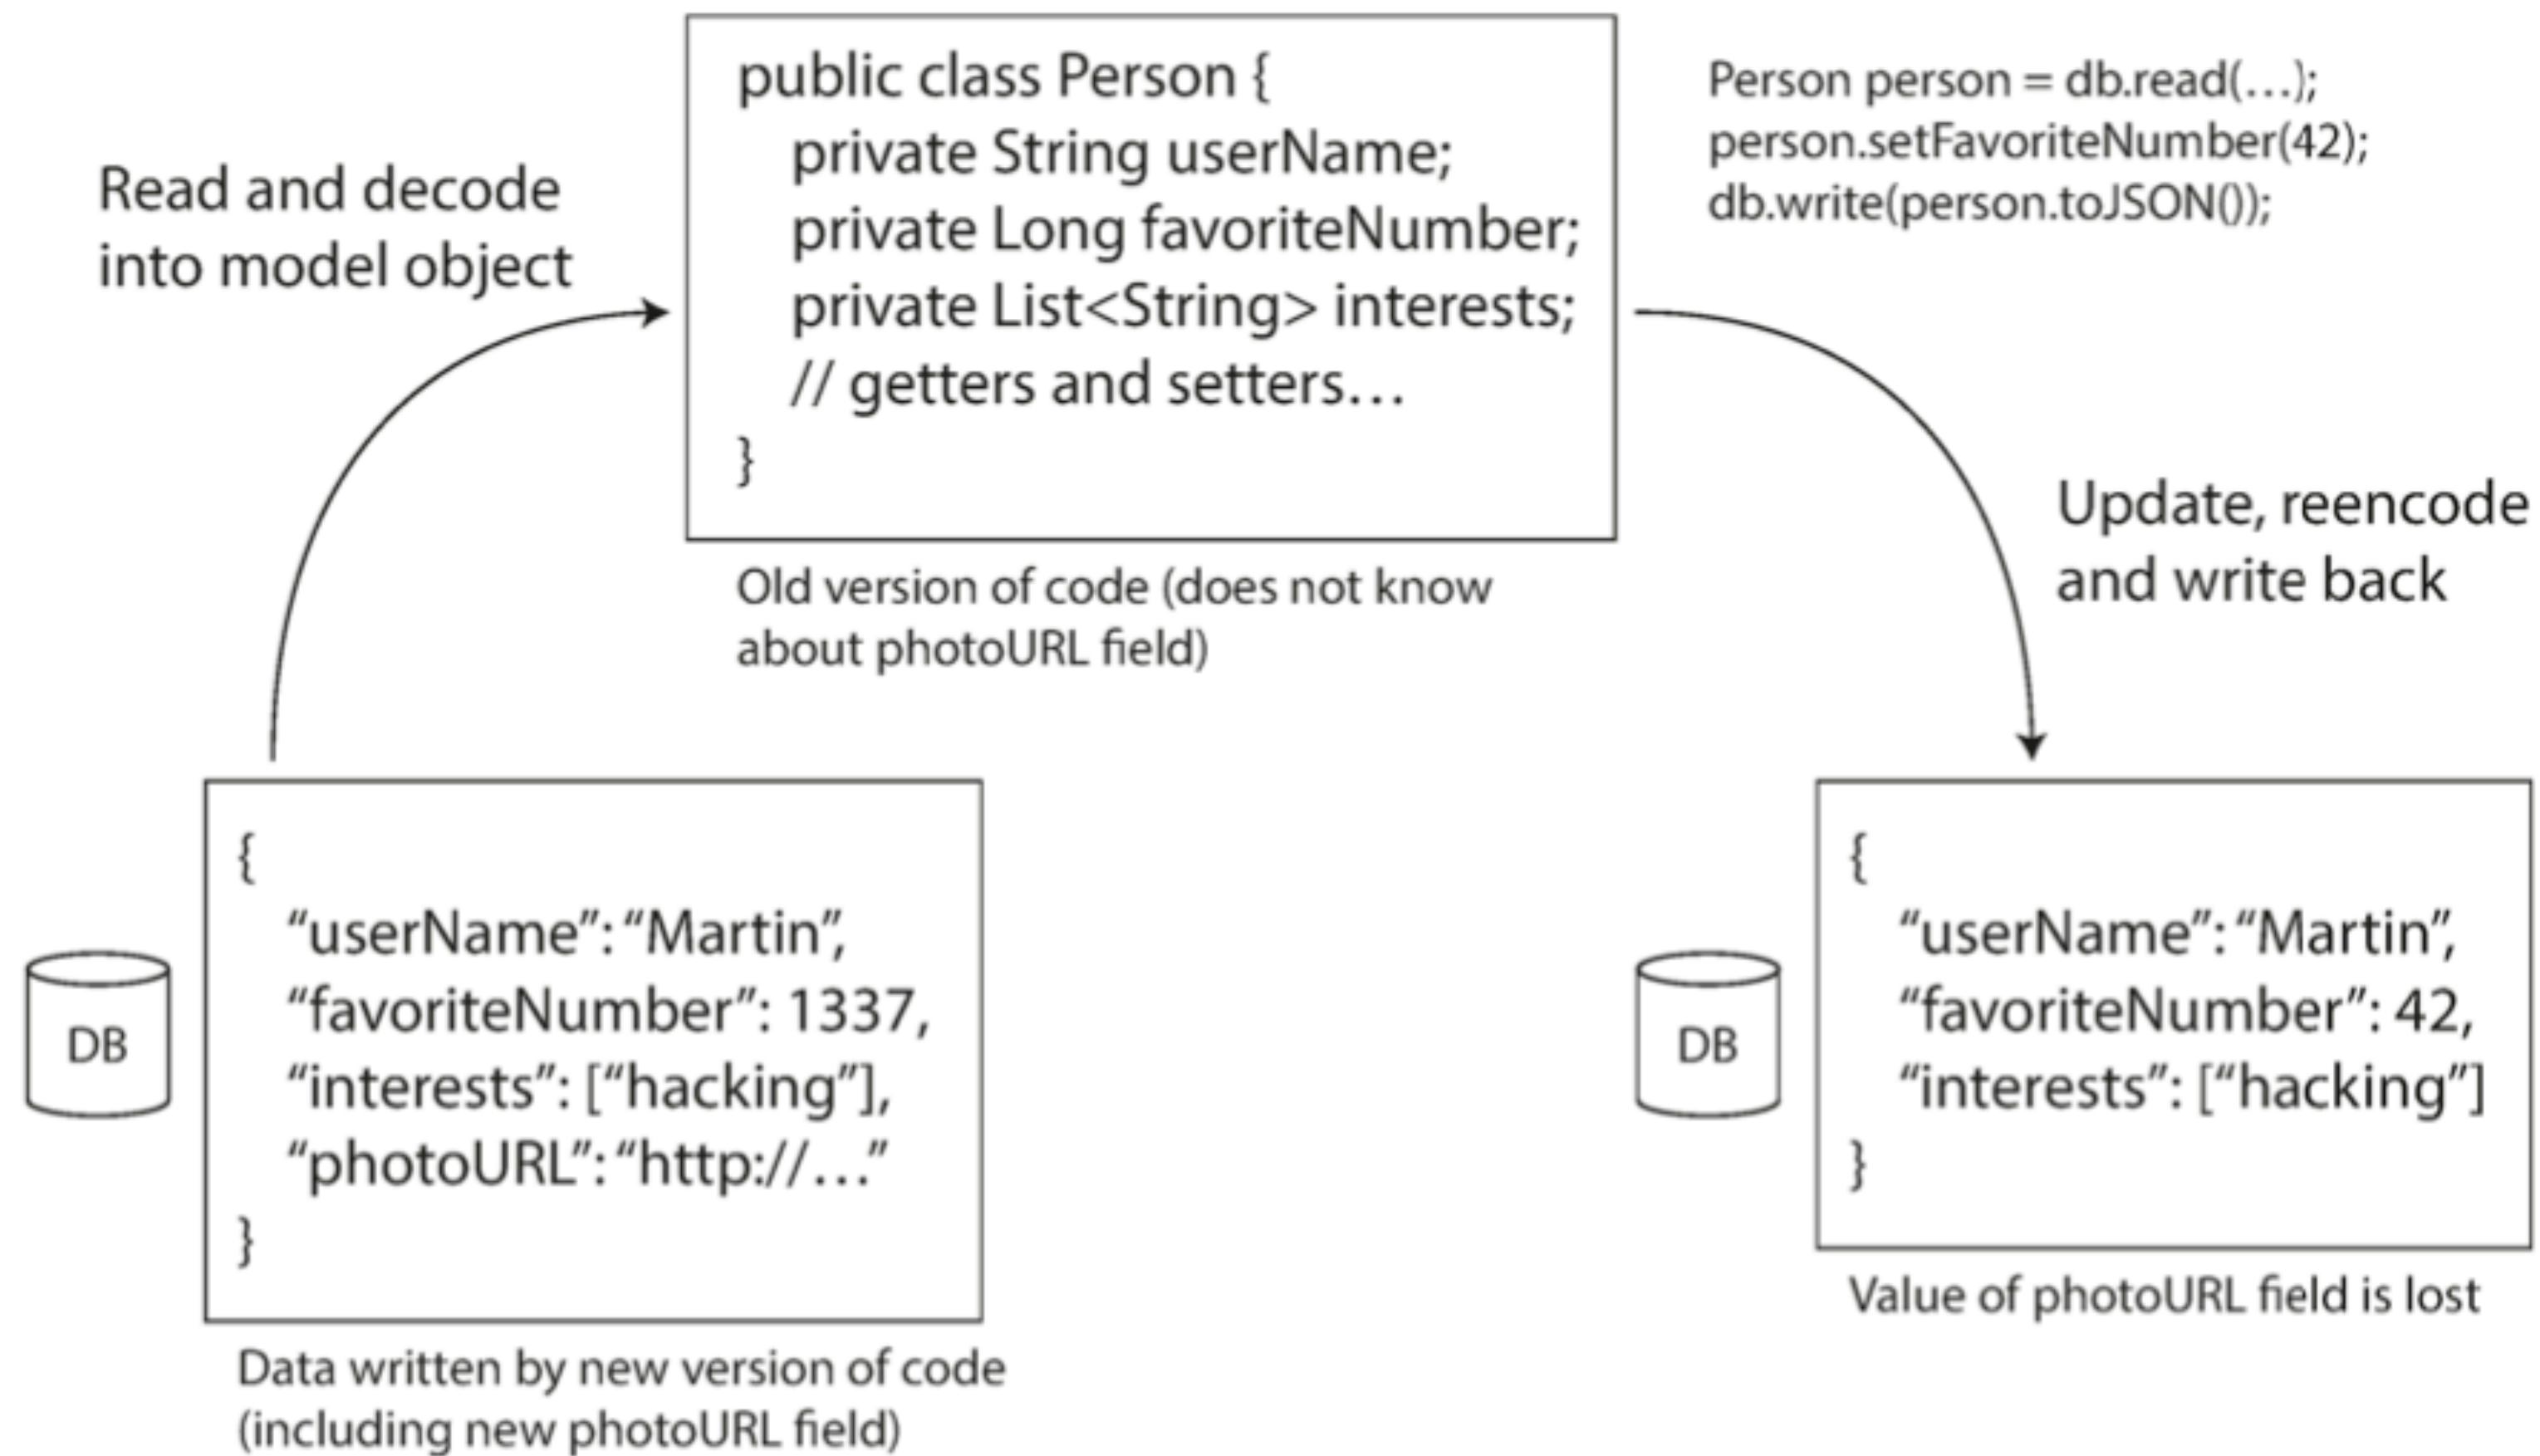 Read and decode
into model object
public class Person {
private String userName;
private Long favoriteNumber;
private List<String> interests;
// getters and setters…
}
Old version of code (does not know
about photoURL field)
Person person = db.read(…);
person.setFavoriteNumber(42);
db.write(person.toJSON());
Update, reencode
and write back
DB
{
“userName”: “Martin”,
“favoriteNumber”: 1337,
“interests”: [“hacking”],
“photoURL”: “http://…”
}
Data written by new version of code
(including new photoURL field)
DB
{
“userName”: “Martin”,
“favoriteNumber”: 42,
“interests”: [“hacking”]
}
Value of photoURL field is lost